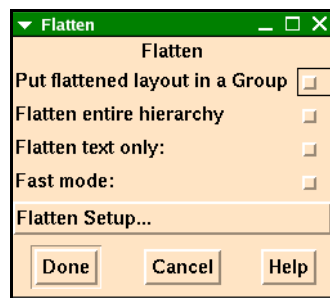 Flatten
Flatten
Put flattened layout in a Group
Flatten entire hierarchy
Flatten text only:
Fast mode:
Flatten Setup...
Done Cancel Help